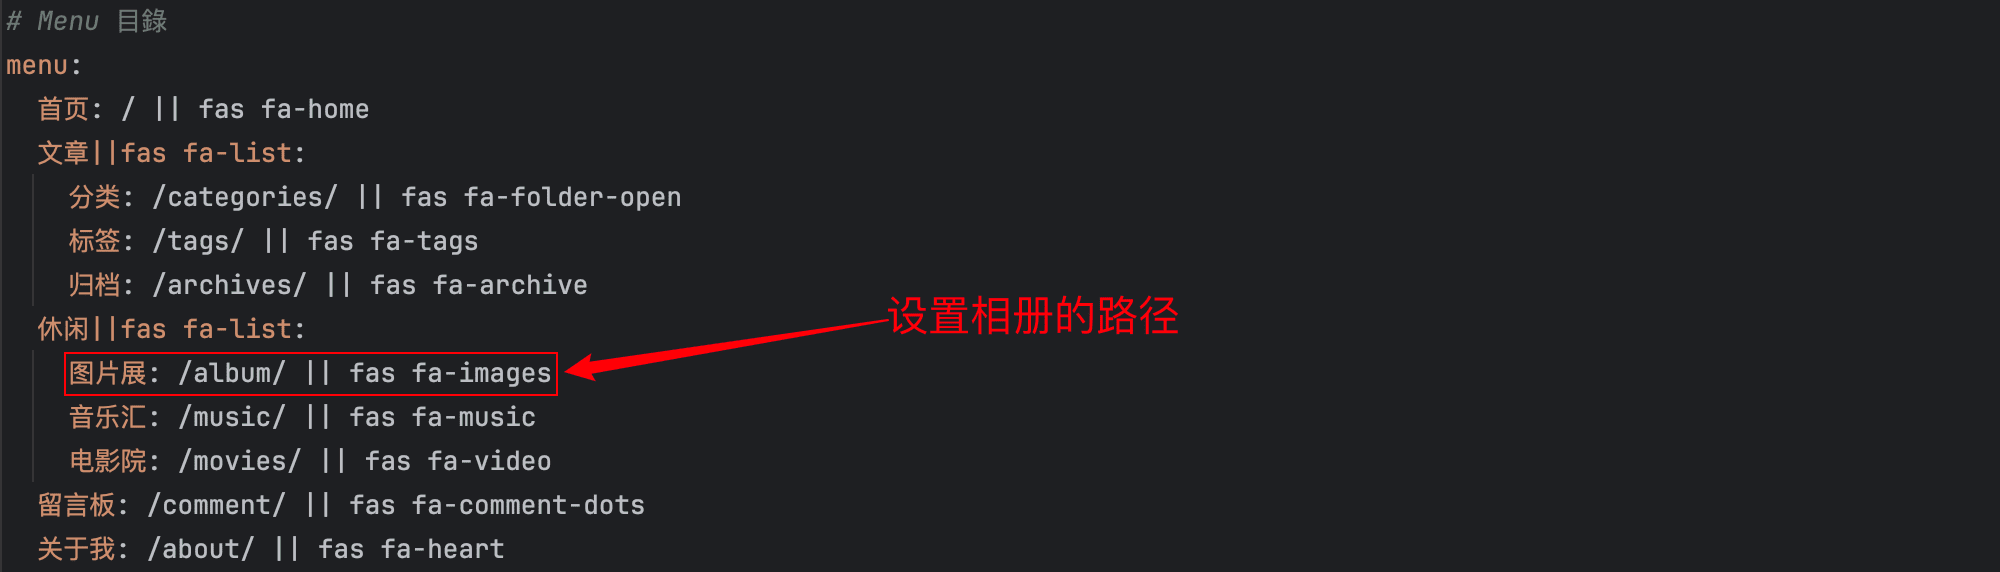 # Menu 目錄
menu:
首页: / || fas fa-home
文章||fas fa-list:
分类: /categories/ || fas fa-folder-open
标签: /tags/ || fas fa-tags
归档: /archives/ || fas fa-archive
休闲||fas fa-list:
设置相册的路径
图片展: /album/ || fas fa-images
音乐汇: /music/ || fas fa-music
电影院: /movies/ || fas fa-video
留言板: /comment/ || fas fa-comment-dots
关于我: /about/ || fas fa-heart